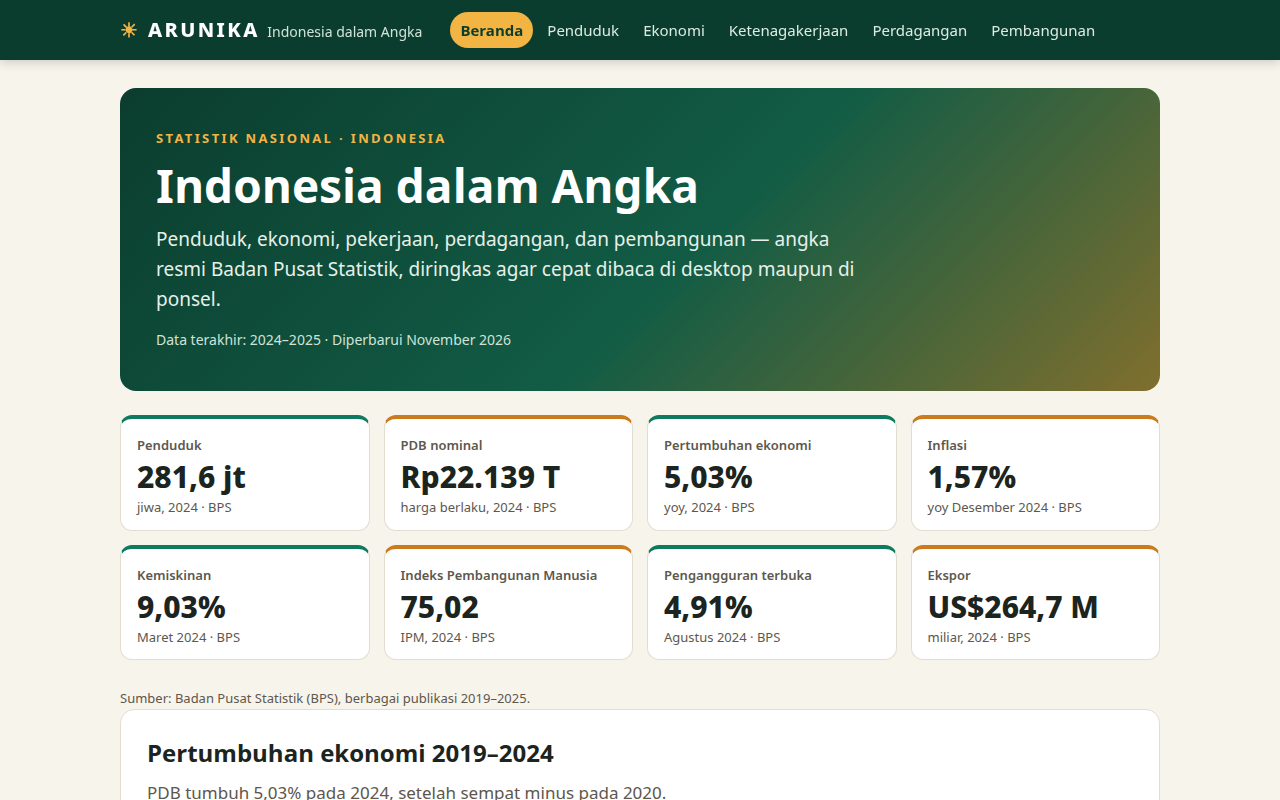 ☀ ARUNIKA Indonesia dalam Angka Beranda Penduduk Ekonomi Ketenagakerjaan Perdagangan Pembangunan
STATISTIK NASIONAL · INDONESIA
Indonesia dalam Angka
Penduduk, ekonomi, pekerjaan, perdagangan, dan pembangunan — angka
resmi Badan Pusat Statistik, diringkas agar cepat dibaca di desktop maupun di
ponsel.
Data terakhir: 2024–2025 · Diperbarui November 2026
Penduduk
281,6 jt
jiwa, 2024 · BPS
PDB nominal
Rp22.139 T
harga berlaku, 2024 · BPS
Pertumbuhan ekonomi
5,03%
yoy, 2024 · BPS
Inflasi
1,57%
yoy Desember 2024 · BPS
Kemiskinan
9,03%
Maret 2024 · BPS
Indeks Pembangunan Manusia
75,02
IPM, 2024 · BPS
Pengangguran terbuka
4,91%
Agustus 2024 · BPS
Ekspor
US$264,7 M
miliar, 2024 · BPS
Sumber: Badan Pusat Statistik (BPS), berbagai publikasi 2019–2025.
Pertumbuhan ekonomi 2019–2024
PDB tumbuh 5,03% pada 2024, setelah sempat minus pada 2020.